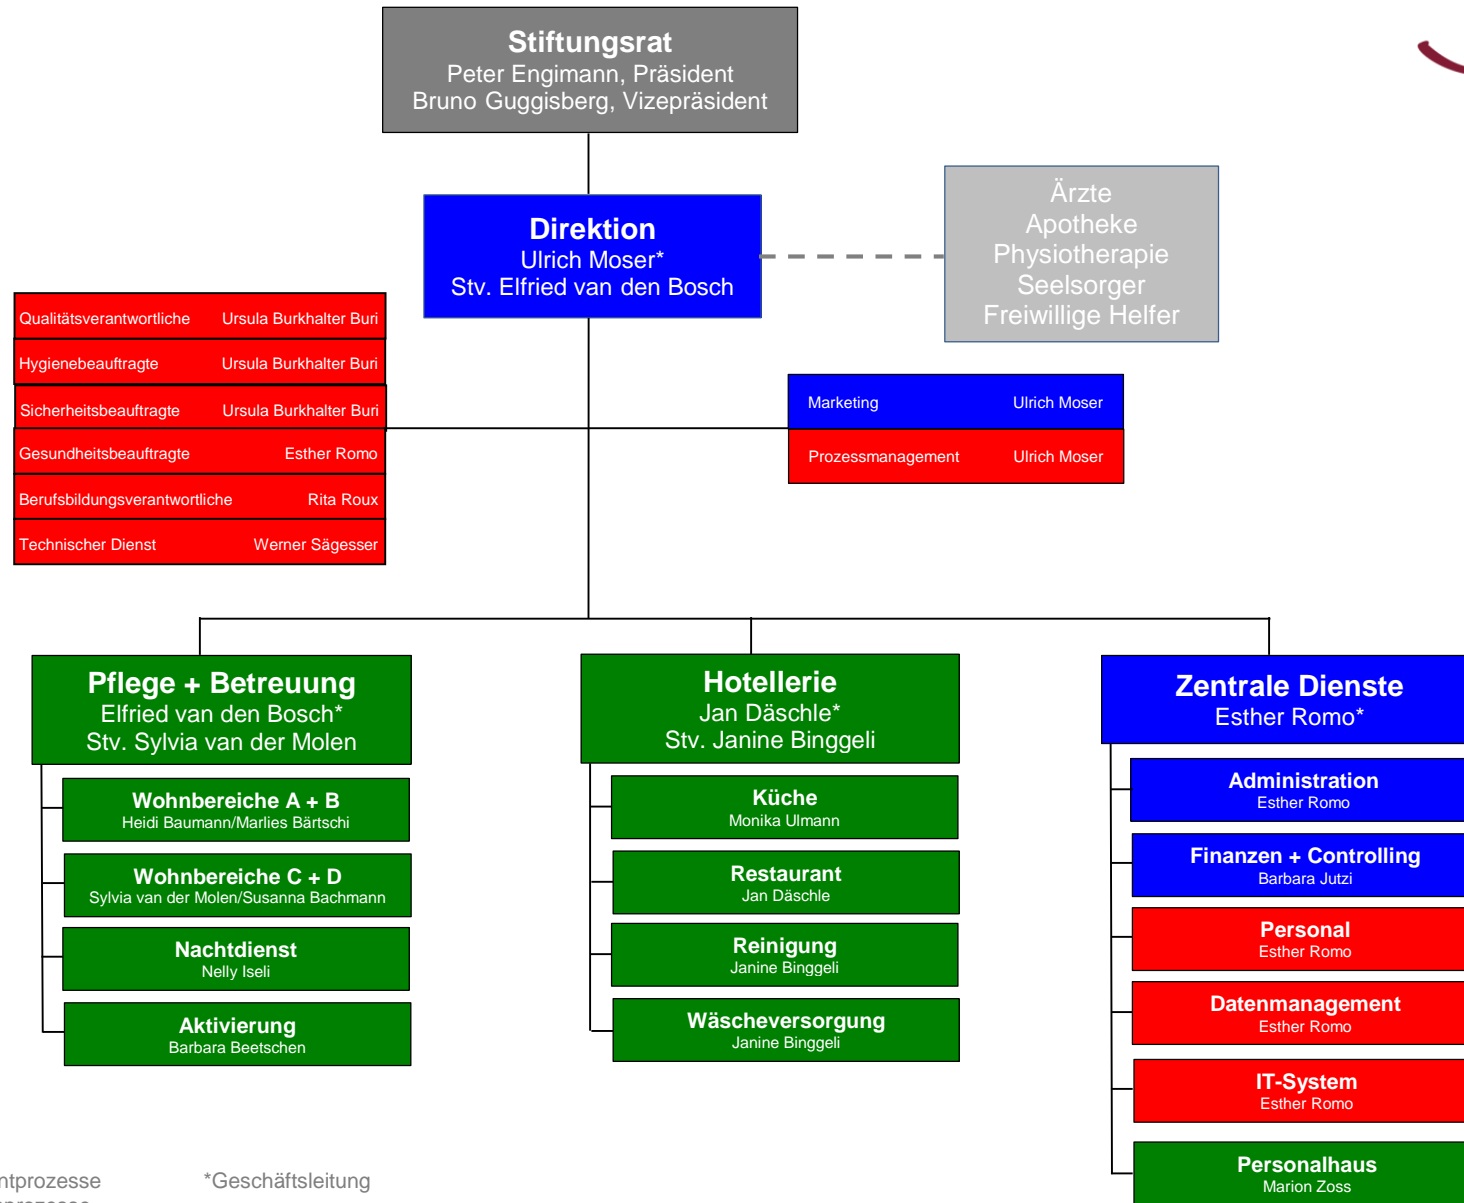 Stiftungsrat
Peter Engimann, Präsident
Bruno Guggisberg, Vizepräsident
Direktion
Ulrich Moser*
Stv. Elfried van den Bosch
Ärzte
Apotheke
Physiotherapie
Seelsorger
Freiwillige Helfer
Qualitätsverantwortliche Ursula Burkhalter Buri
Hygienebeauftragte Ursula Burkhalter Buri
Sicherheitsbeauftragte Ursula Burkhalter Buri
Gesundheitsbeauftragte Esther Romo
Berufsbildungsverantwortliche Rita Roux
Technischer Dienst Werner Sägesser
Marketing Ulrich Moser
Prozessmanagement Ulrich Moser
Pflege + Betreuung
Elfried van den Bosch*
Stv. Sylvia van der Molen
Wohnbereiche A + B
Heidi Baumann/Marlies Bärtschi
Wohnbereiche C + D
Sylvia van der Molen/Susanna Bachmann
Nachtdienst
Nelly Iseli
Aktivierung
Barbara Beetschen
Hotellerie
Jan Däschle*
Stv. Janine Binggeli
Küche
Monika Ulmann
Restaurant
Jan Däschle
Reinigung
Janine Binggeli
Wäscheversorgung
Janine Binggeli
Zentrale Dienste
Esther Romo*
Administration
Esther Romo
Finanzen + Controlling
Barbara Jutzi
Personal
Esther Romo
Datenmanagement
Esther Romo
IT-System
Esther Romo
Personalhaus
Marion Zoss
ntprozesse *Geschäftsleitung